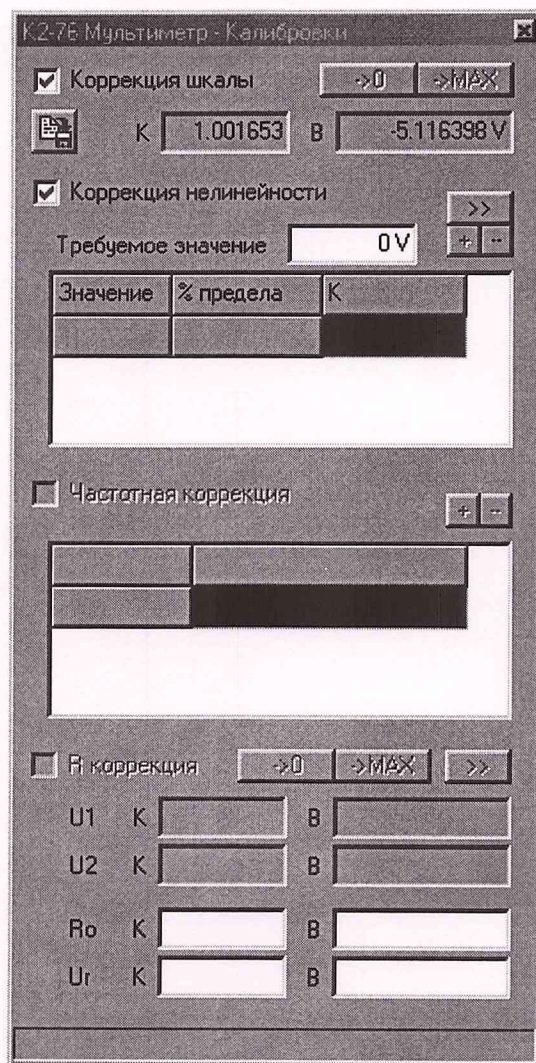 К2-76 Мультиметр - Калибровки
Коррекция шкалы ->0 ->MAX
K 1.001653 B -5.116398 V
Коррекция нелинейности
>>
Требуемое значение 0 V + --
Значение % предела K
Частотная коррекция + --
R коррекция ->0 ->MAX >>
U1 K B
U2 K B
Ro K B
Ur K B